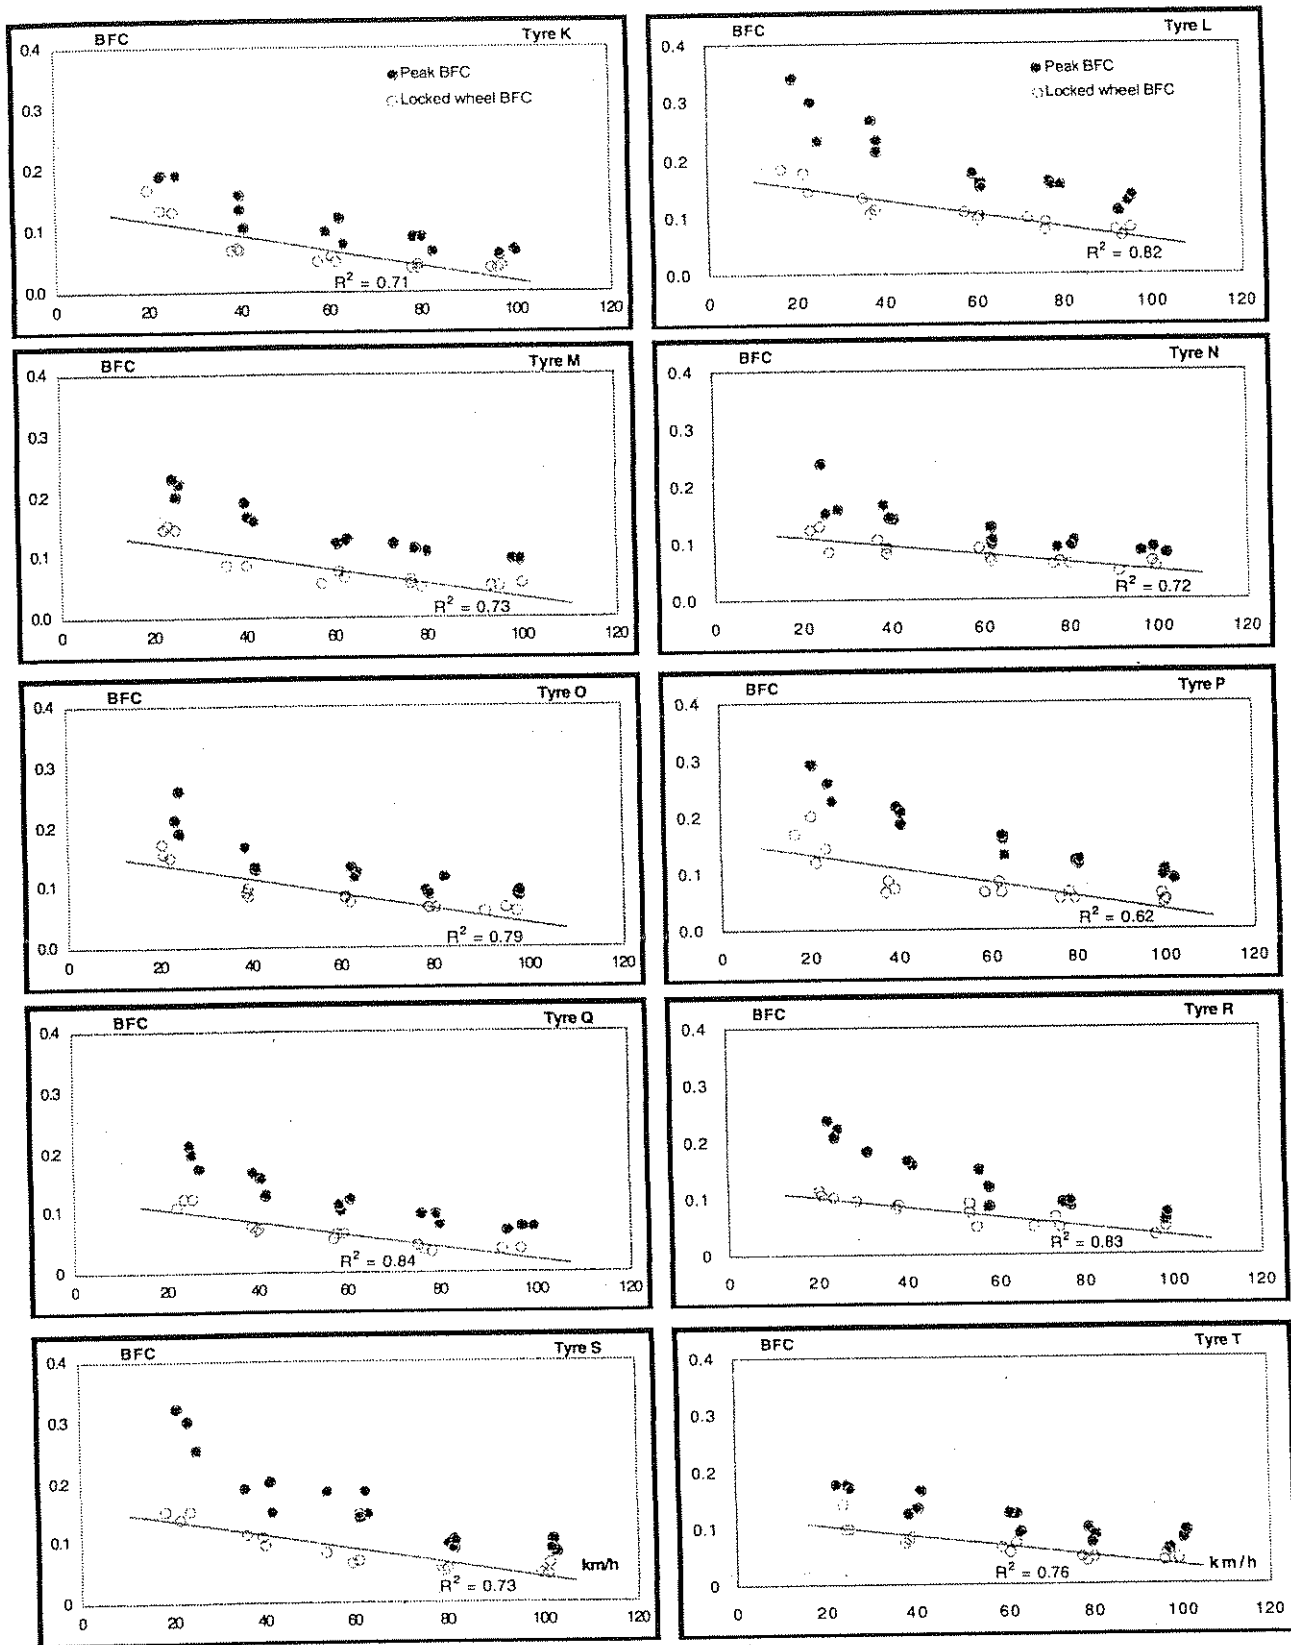 BFC Tyre K
0.4
● Peak BFC
○ Locked wheel BFC
0.3
0.2
0.1
R² = 0.71
0.0
0 20 40 60 80 100 120
BFC Tyre L
0.4
● Peak BFC
○ Locked wheel BFC
0.3
0.2
0.1
R² = 0.82
0.0
0 20 40 60 80 100 120
BFC Tyre M
0.4
0.3
0.2
0.1
R² = 0.73
0.0
0 20 40 60 80 100 120
BFC Tyre N
0.4
0.3
0.2
0.1
R² = 0.72
0.0
0 20 40 60 80 100 120
BFC Tyre O
0.4
0.3
0.2
0.1
R² = 0.79
0.0
0 20 40 60 80 100 120
BFC Tyre P
0.4
0.3
0.2
0.1
R² = 0.62
0.0
0 20 40 60 80 100 120
BFC Tyre Q
0.4
0.3
0.2
0.1
R² = 0.84
0
0 20 40 60 80 100 120
BFC Tyre R
0.4
0.3
0.2
0.1
R² = 0.83
0
0 20 40 60 80 100 120
BFC Tyre S
0.4
0.3
0.2
0.1
km/h
R² = 0.73
0
0 20 40 60 80 100 120
BFC Tyre T
0.4
0.3
0.2
0.1
km/h
R² = 0.76
0
0 20 40 60 80 100 120